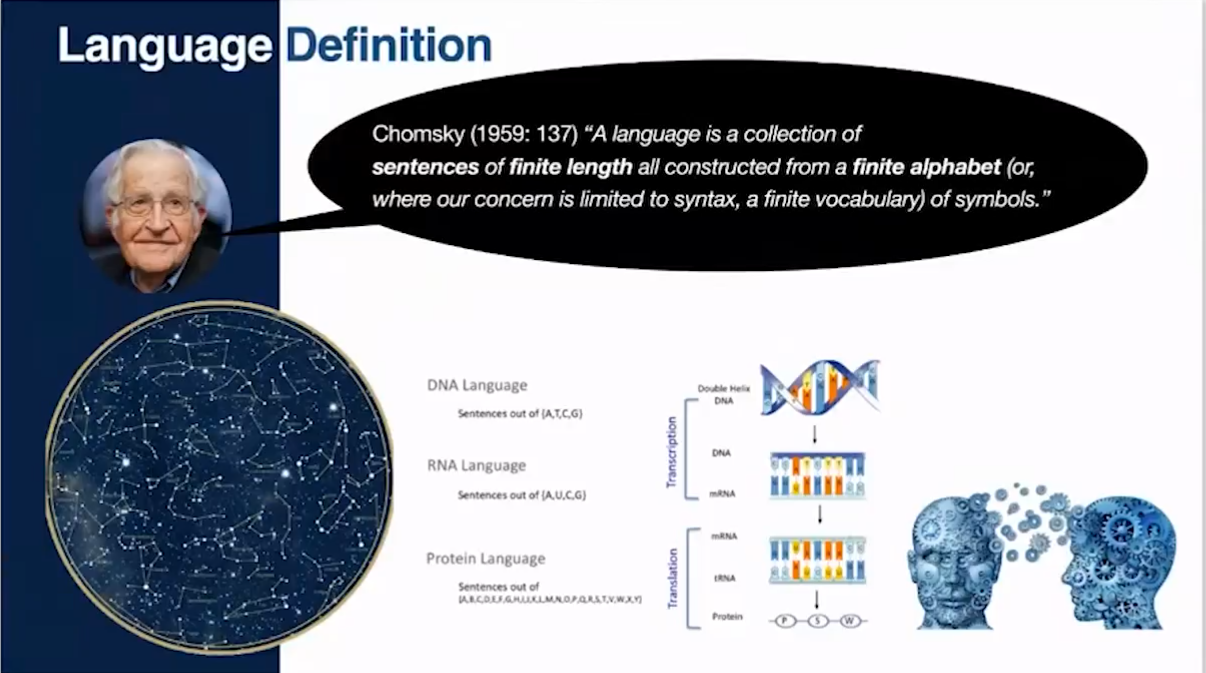 Language Definition
Chomsky (1959: 137) “A language is a collection of
sentences of finite length all constructed from a finite alphabet (or,
where our concern is limited to syntax, a finite vocabulary) of symbols.”
DNA Language
Sentences out of {A,T,C,G}
RNA Language
Sentences out of {A,U,C,G}
Protein Language
Sentences out of
Transcription
Double Helix
DNA
DNA
mRNA
Translation
mRNA
tRNA
Protein
P S W